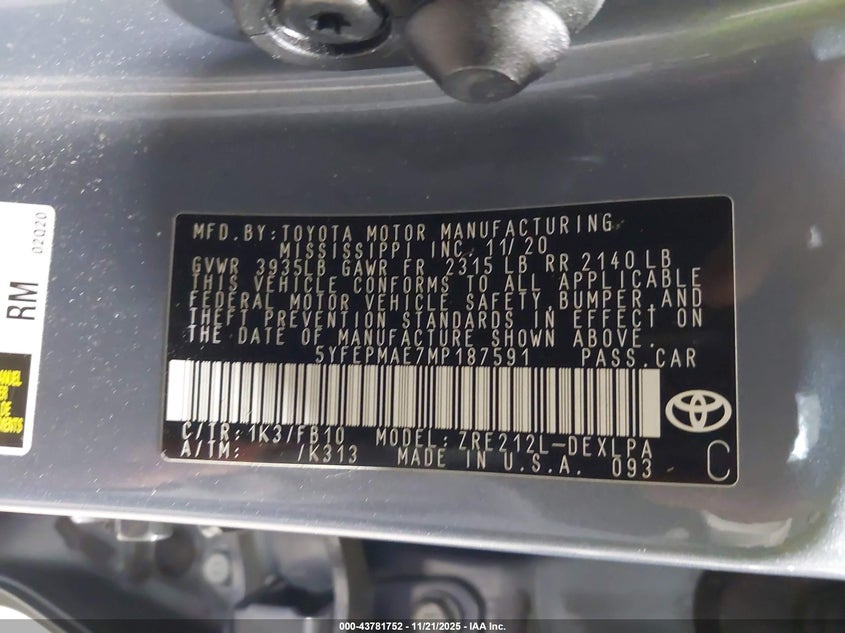 MFD. BY: TOYOTA MOTOR MANUFACTURING
MISSISSIPPI INC. 11/20
GVWR 3935LB GAWR FR 2315 LB RR 2140 LB
THIS VEHICLE CONFORMS TO ALL APPLICABLE
FEDERAL MOTOR VEHICLE SAFETY, BUMPER, AND
THEFT PREVENTION STANDARDS IN EFFECT ON
THE DATE OF MANUFACTURE SHOWN ABOVE.
5YFEPMAE7MP187591 PASS. CAR
C/TR: 1K3/FB10 MODEL: ZRE212L-DEXLPA
A/TM: /K313 MADE IN U.S.A. 093
C
02020
RM
DE
000-43781752 - 11/21/2025 - IAA Inc.